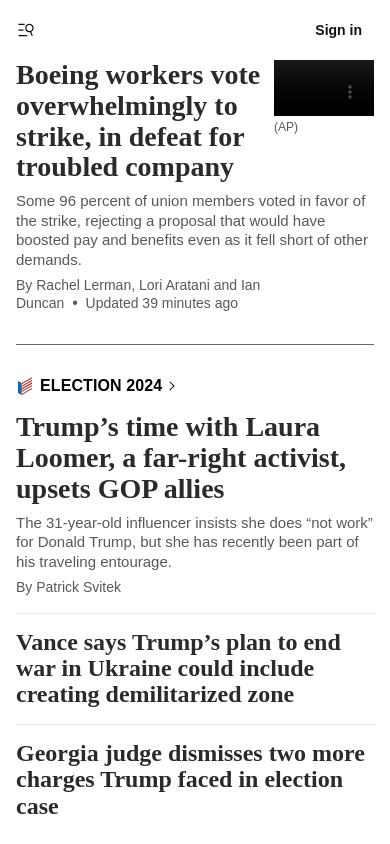 Sign in
Boeing workers vote
overwhelmingly to
strike, in defeat for
troubled company
(AP)
Some 96 percent of union members voted in favor of
the strike, rejecting a proposal that would have
boosted pay and benefits even as it fell short of other
demands.
By Rachel Lerman, Lori Aratani and Ian
Duncan • Updated 39 minutes ago
ELECTION 2024
Trump’s time with Laura
Loomer, a far-right activist,
upsets GOP allies
The 31-year-old influencer insists she does “not work”
for Donald Trump, but she has recently been part of
his traveling entourage.
By Patrick Svitek
Vance says Trump’s plan to end
war in Ukraine could include
creating demilitarized zone
Georgia judge dismisses two more
charges Trump faced in election
case